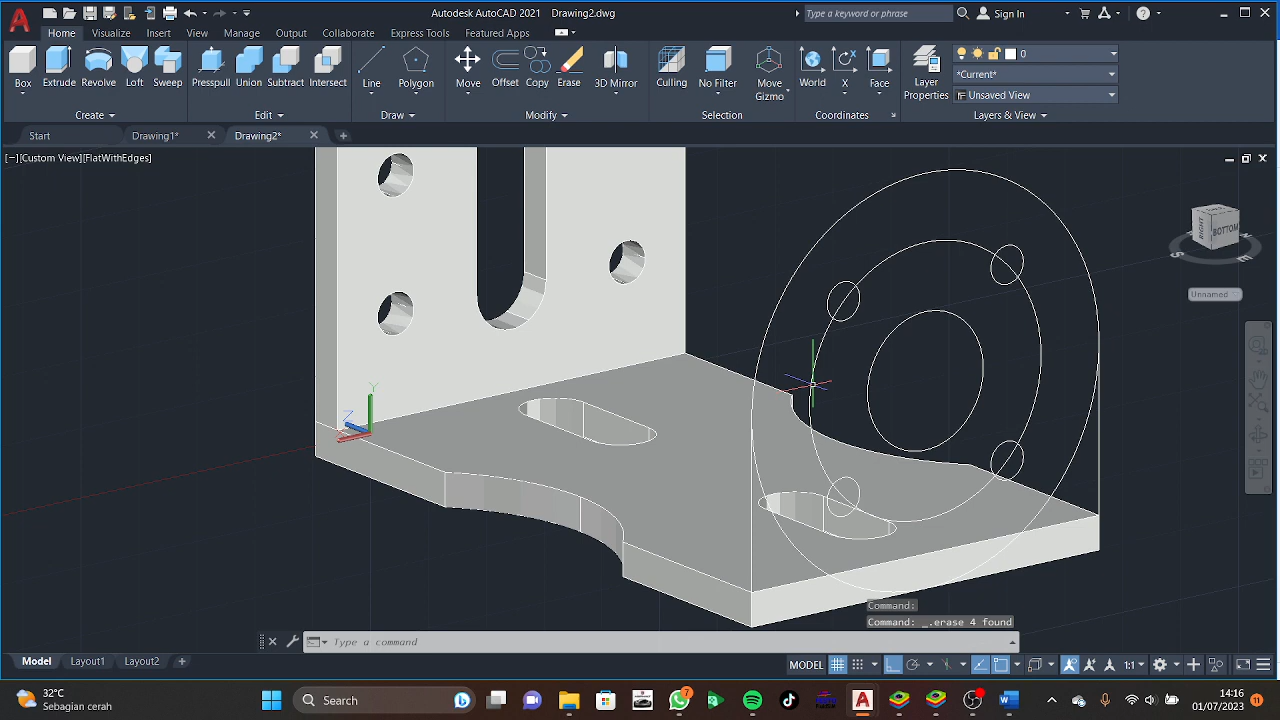 Autodesk AutoCAD 2021 Drawing2.dwg
Type a keyword or phrase
Sign In
Home Visualize Insert View Manage Output Collaborate Express Tools Featured Apps
Box Extrude Revolve Loft Sweep
Presspull Union Subtract Intersect
Line Polygon
Move Offset Copy Erase 3D Mirror
Culling No Filter Move Gizmo
World X Face
Layer Properties
0
*Current*
Unsaved View
Create Edit Draw Modify Selection Coordinates Layers & View
Start Drawing1* Drawing2*
[−][Custom View][FlatWithEdges]
RIGHT BOTTOM
S E
Unnamed
Y
Z
Command:
Command: _.erase 4 found
Type a command
Model Layout1 Layout2
MODEL
1:1
32°C
Sebagian cerah
Search
7
14:16
01/07/2023
11